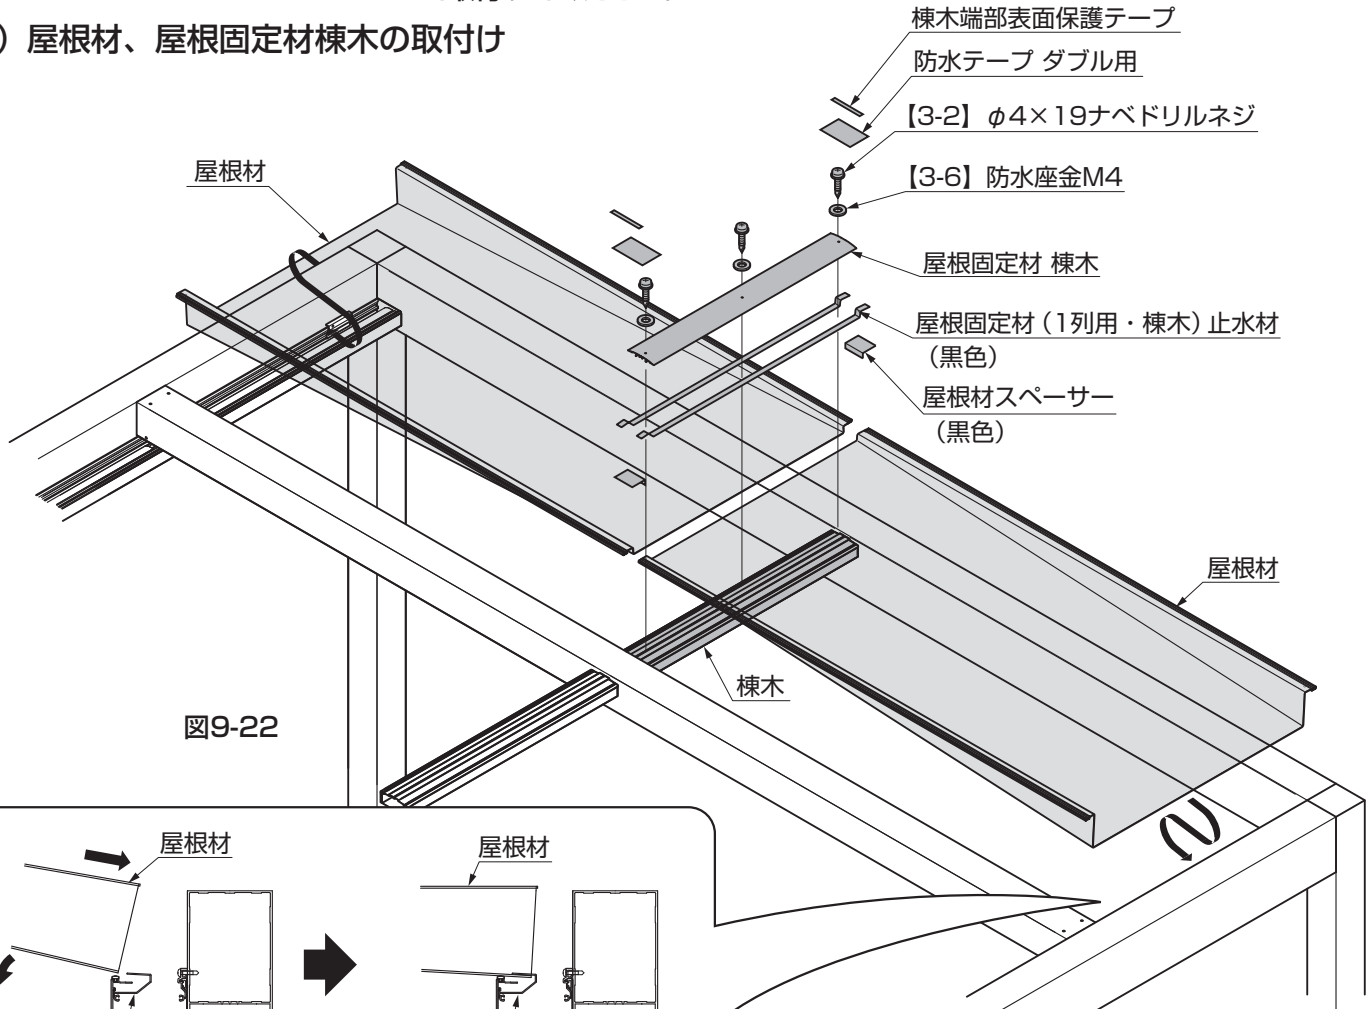 ）屋根材、屋根固定材棟木の取付け
棟木端部表面保護テープ
防水テープ ダブル用
【3-2】φ4×19ナベドリルネジ
【3-6】防水座金M4
屋根材
屋根固定材 棟木
屋根固定材（1列用・棟木）止水材
（黒色）
屋根材スペーサー
（黒色）
屋根材
棟木
図9-22
屋根材
屋根材